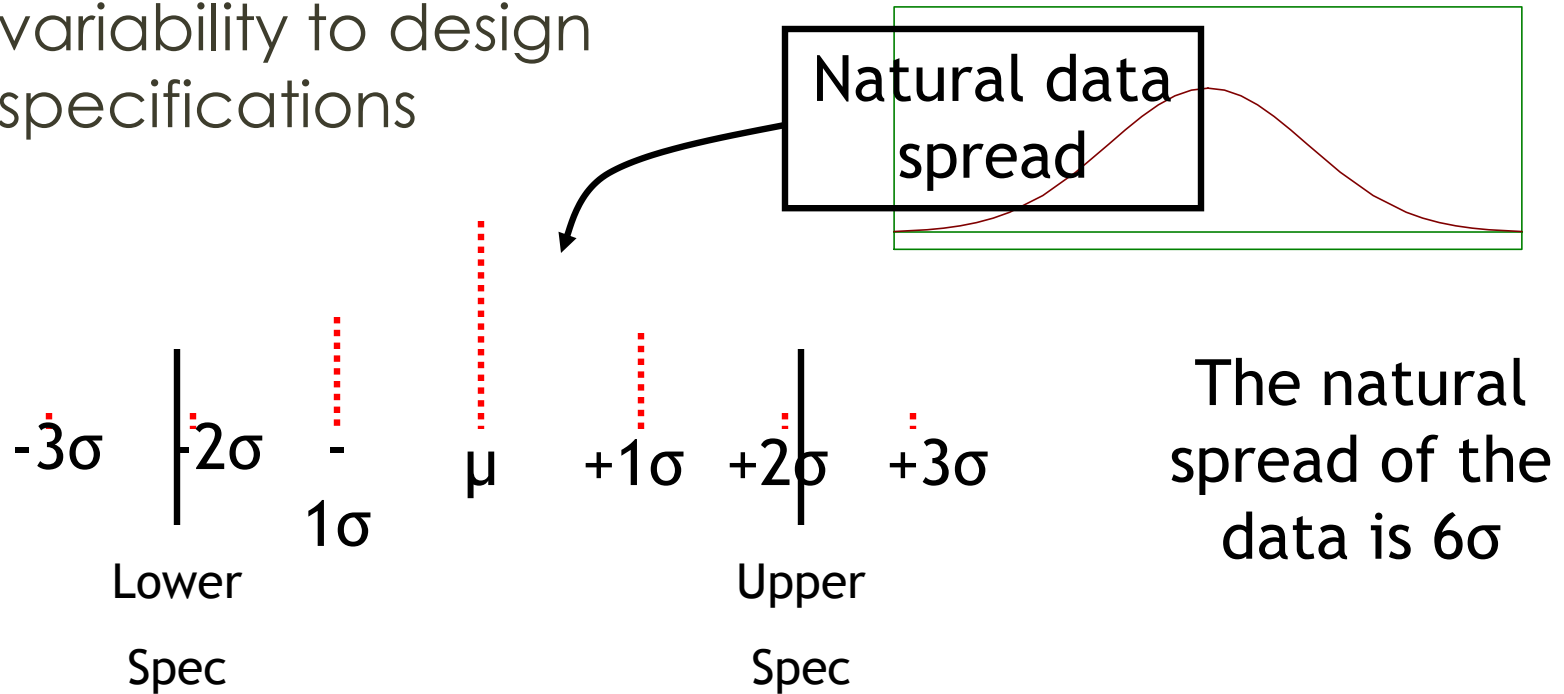 variability to design
specifications
Natural data
spread
-3σ
-2σ
-
1σ
μ
+1σ
+2σ
+3σ
Lower
Spec
Upper
Spec
The natural
spread of the
data is 6σ